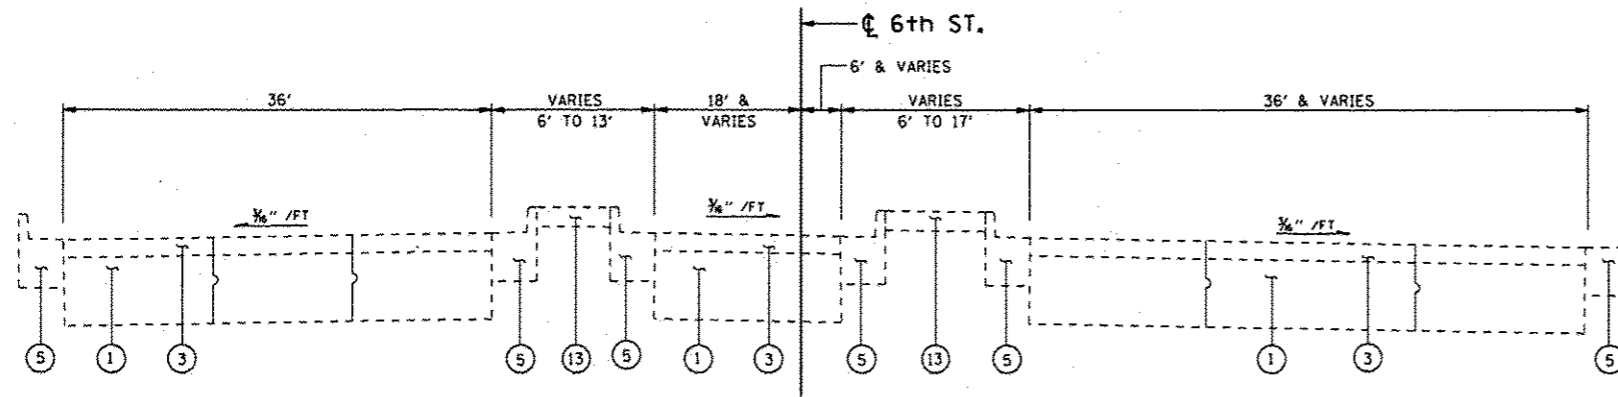 ℄ 6th ST.
6' & VARIES
36'
VARIES
6' TO 13'
18' &
VARIES
VARIES
6' TO 17'
36' & VARIES
3/16" /FT
3/16" /FT
3/16" /FT
5
1
3
5
13
5
1
3
5
13
5
1
3
5